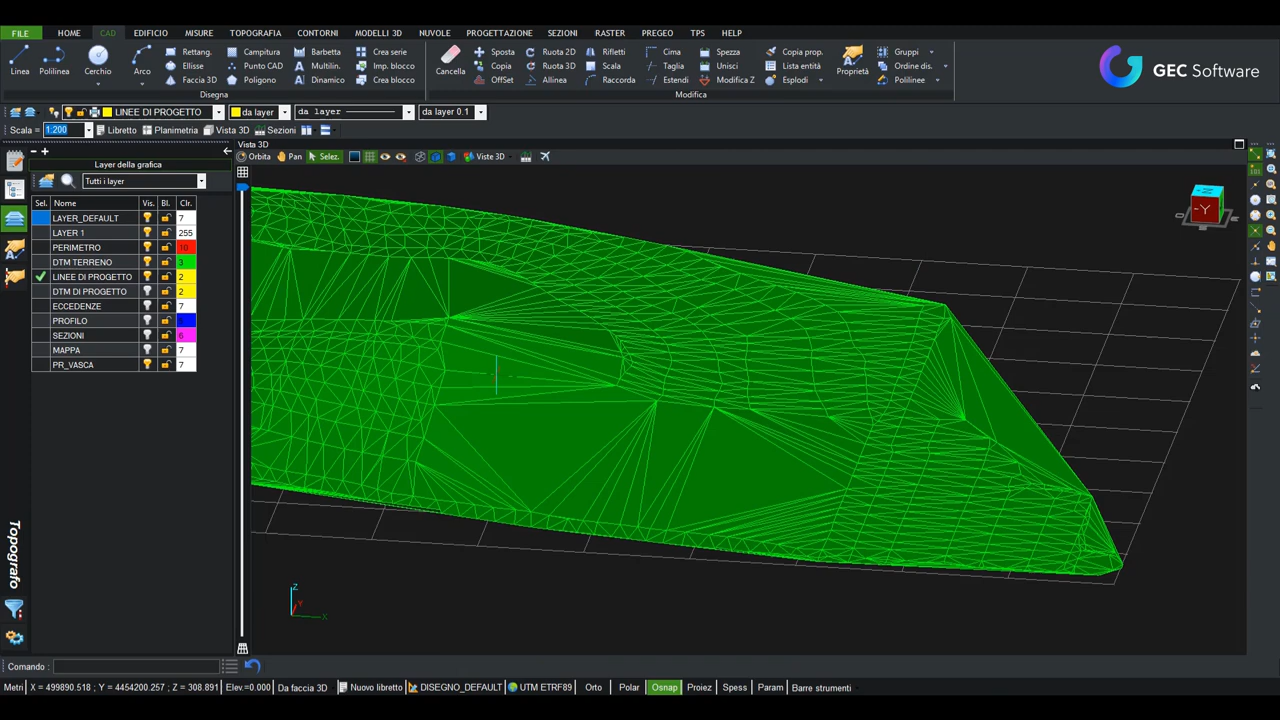 FILE HOME CAD EDIFICIO MISURE TOPOGRAFIA CONTORNI MODELLI 3D NUVOLE PROGETTAZIONE SEZIONI RASTER PREGEO TPS HELP
Linea Polilinea Cerchio Arco Rettang. Campitura Barbetta Crea serie Cancella Sposta Ruota 2D Rifletti Cima Spezza Copia prop. Proprietà Gruppi
Ellisse Punto CAD Multilin. Imp. blocco Copia Ruota 3D Scala Taglia Unisci Lista entità Ordine dis.
Faccia 3D Poligono Dinamico Crea blocco OffSet Allinea Raccorda Estendi Modifica Z Esplodi Polilinee
Disegna Modifica
GEC Software
LINEE DI PROGETTO da layer da layer da layer 0.1
Scala = 1:200 Libretto Planimetria Vista 3D Sezioni
Vista 3D
Orbita Pan Selez. Viste 3D
Layer della grafica
Tutti i layer
Sel. Nome Vis. Bl. Clr.
LAYER_DEFAULT 7
LAYER 1 255
PERIMETRO 10
DTM TERRENO 3
LINEE DI PROGETTO 2
DTM DI PROGETTO 2
ECCEDENZE 7
PROFILO
SEZIONI 6
MAPPA 7
PR_VASCA 7
-Z
-Y
Topografo
Z
Y
X
Comando :
Metri X = 499890.518 ; Y = 4454200.257 ; Z = 308.891 Elev.=0.000 Da faccia 3D Nuovo libretto DISEGNO_DEFAULT UTM ETRF89 Orto Polar Osnap Proiez Spess Param Barre strumenti